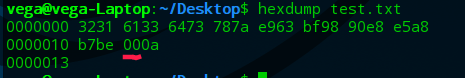 vega@vega-Laptop:~/Desktop$ hexdump test.txt
0000000 3231 6133 6473 787a e963 bf98 90e8 e5a8
0000010 b7be 000a
0000013